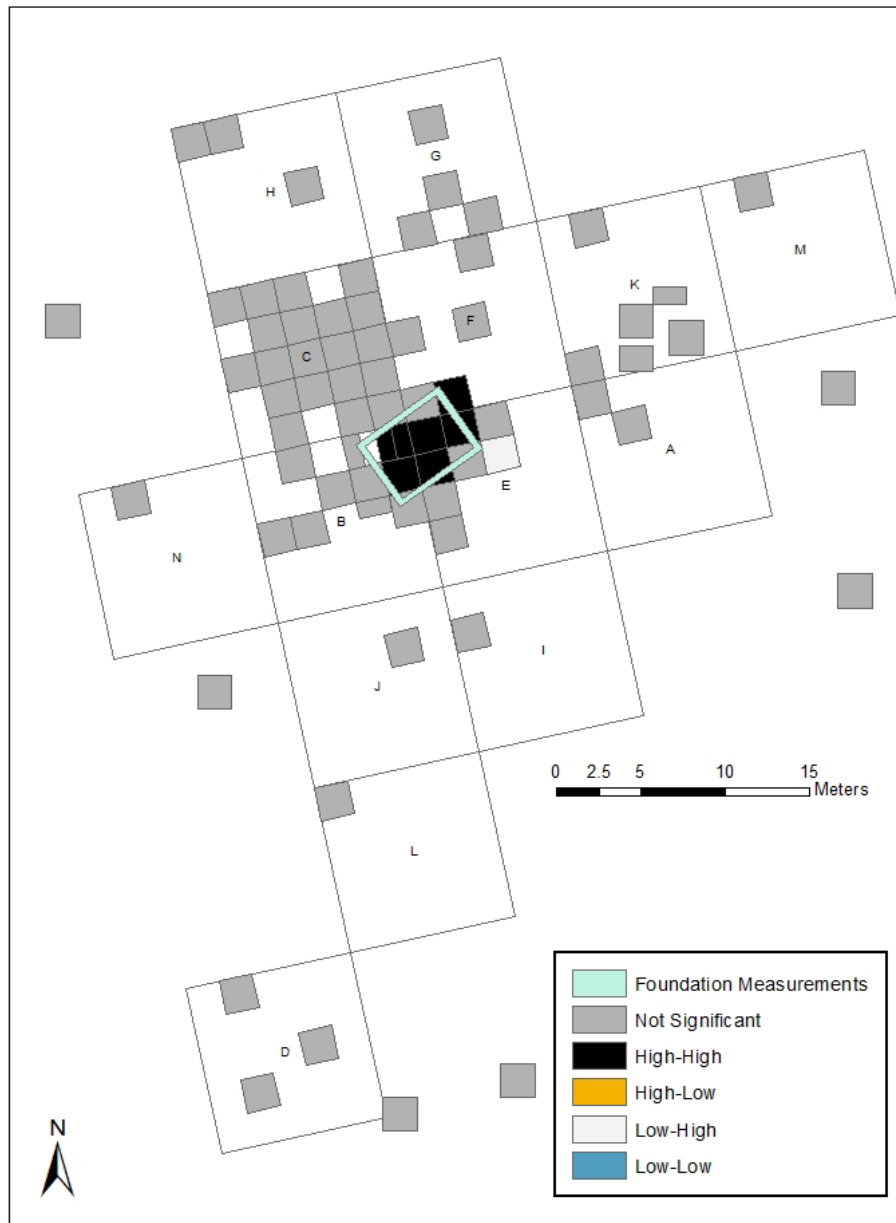 G
H
M
K
F
C
A
E
B
N
I
J
0 2.5 5 10 15
Meters
L
Foundation Measurements
Not Significant
High-High
High-Low
Low-High
Low-Low
D
N